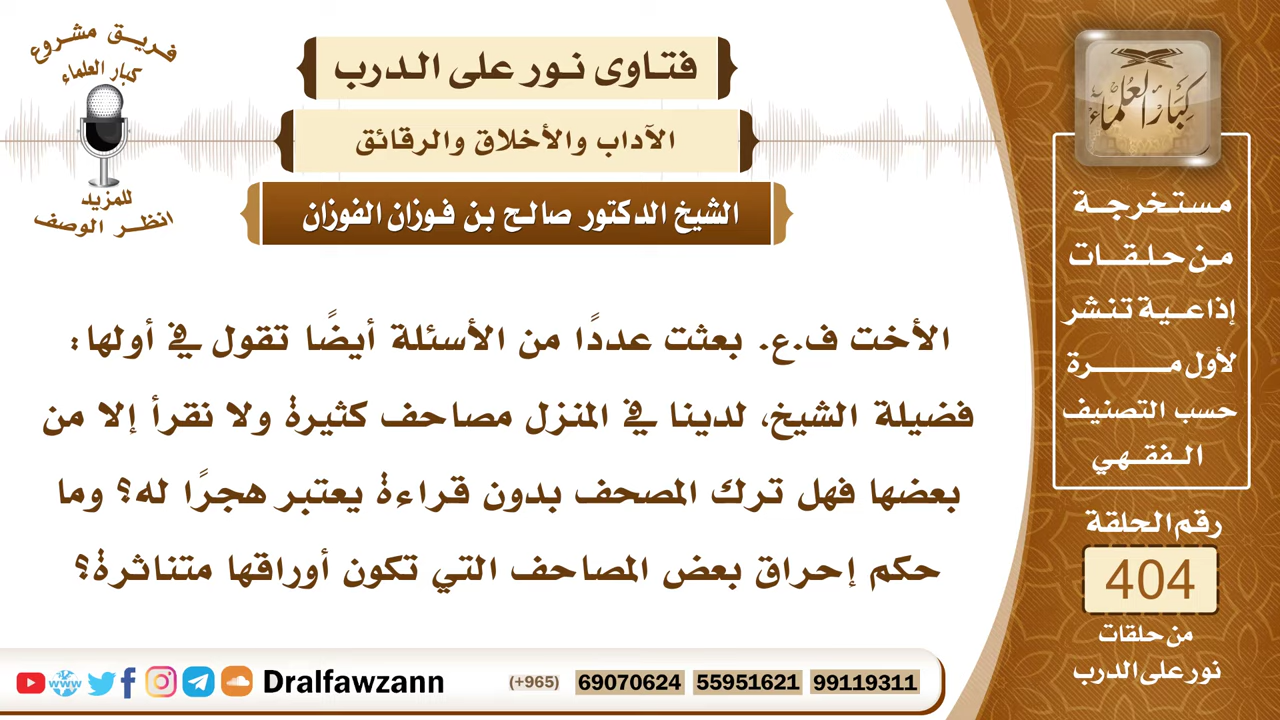 فريق مشروع
كبار العلماء
للمزيد
انظر الوصف
فتاوى نور على الدرب
الآداب والأخلاق والرقائق
الشيخ الدكتور صالح بن فوزان الفوزان
الأخت ف.ع. بعثت عددًا من الأسئلة أيضًا تقول في أولها:
فضيلة الشيخ، لدينا في المنزل مصاحف كثيرة ولا نقرأ إلا من
بعضها فهل ترك المصحف بدون قراءة يعتبر هجرًا له؟ وما
حكم إحراق بعض المصاحف التي تكون أوراقها متناثرة؟
كبار العلماء
مستخرجة
من حلقات
إذاعية تنشر
لأول مرة
حسب التصنيف
الفقهي
رقم الحلقة
404
من حلقات
نور على الدرب
www Dralfawzann (+965) 69070624 55951621 99119311